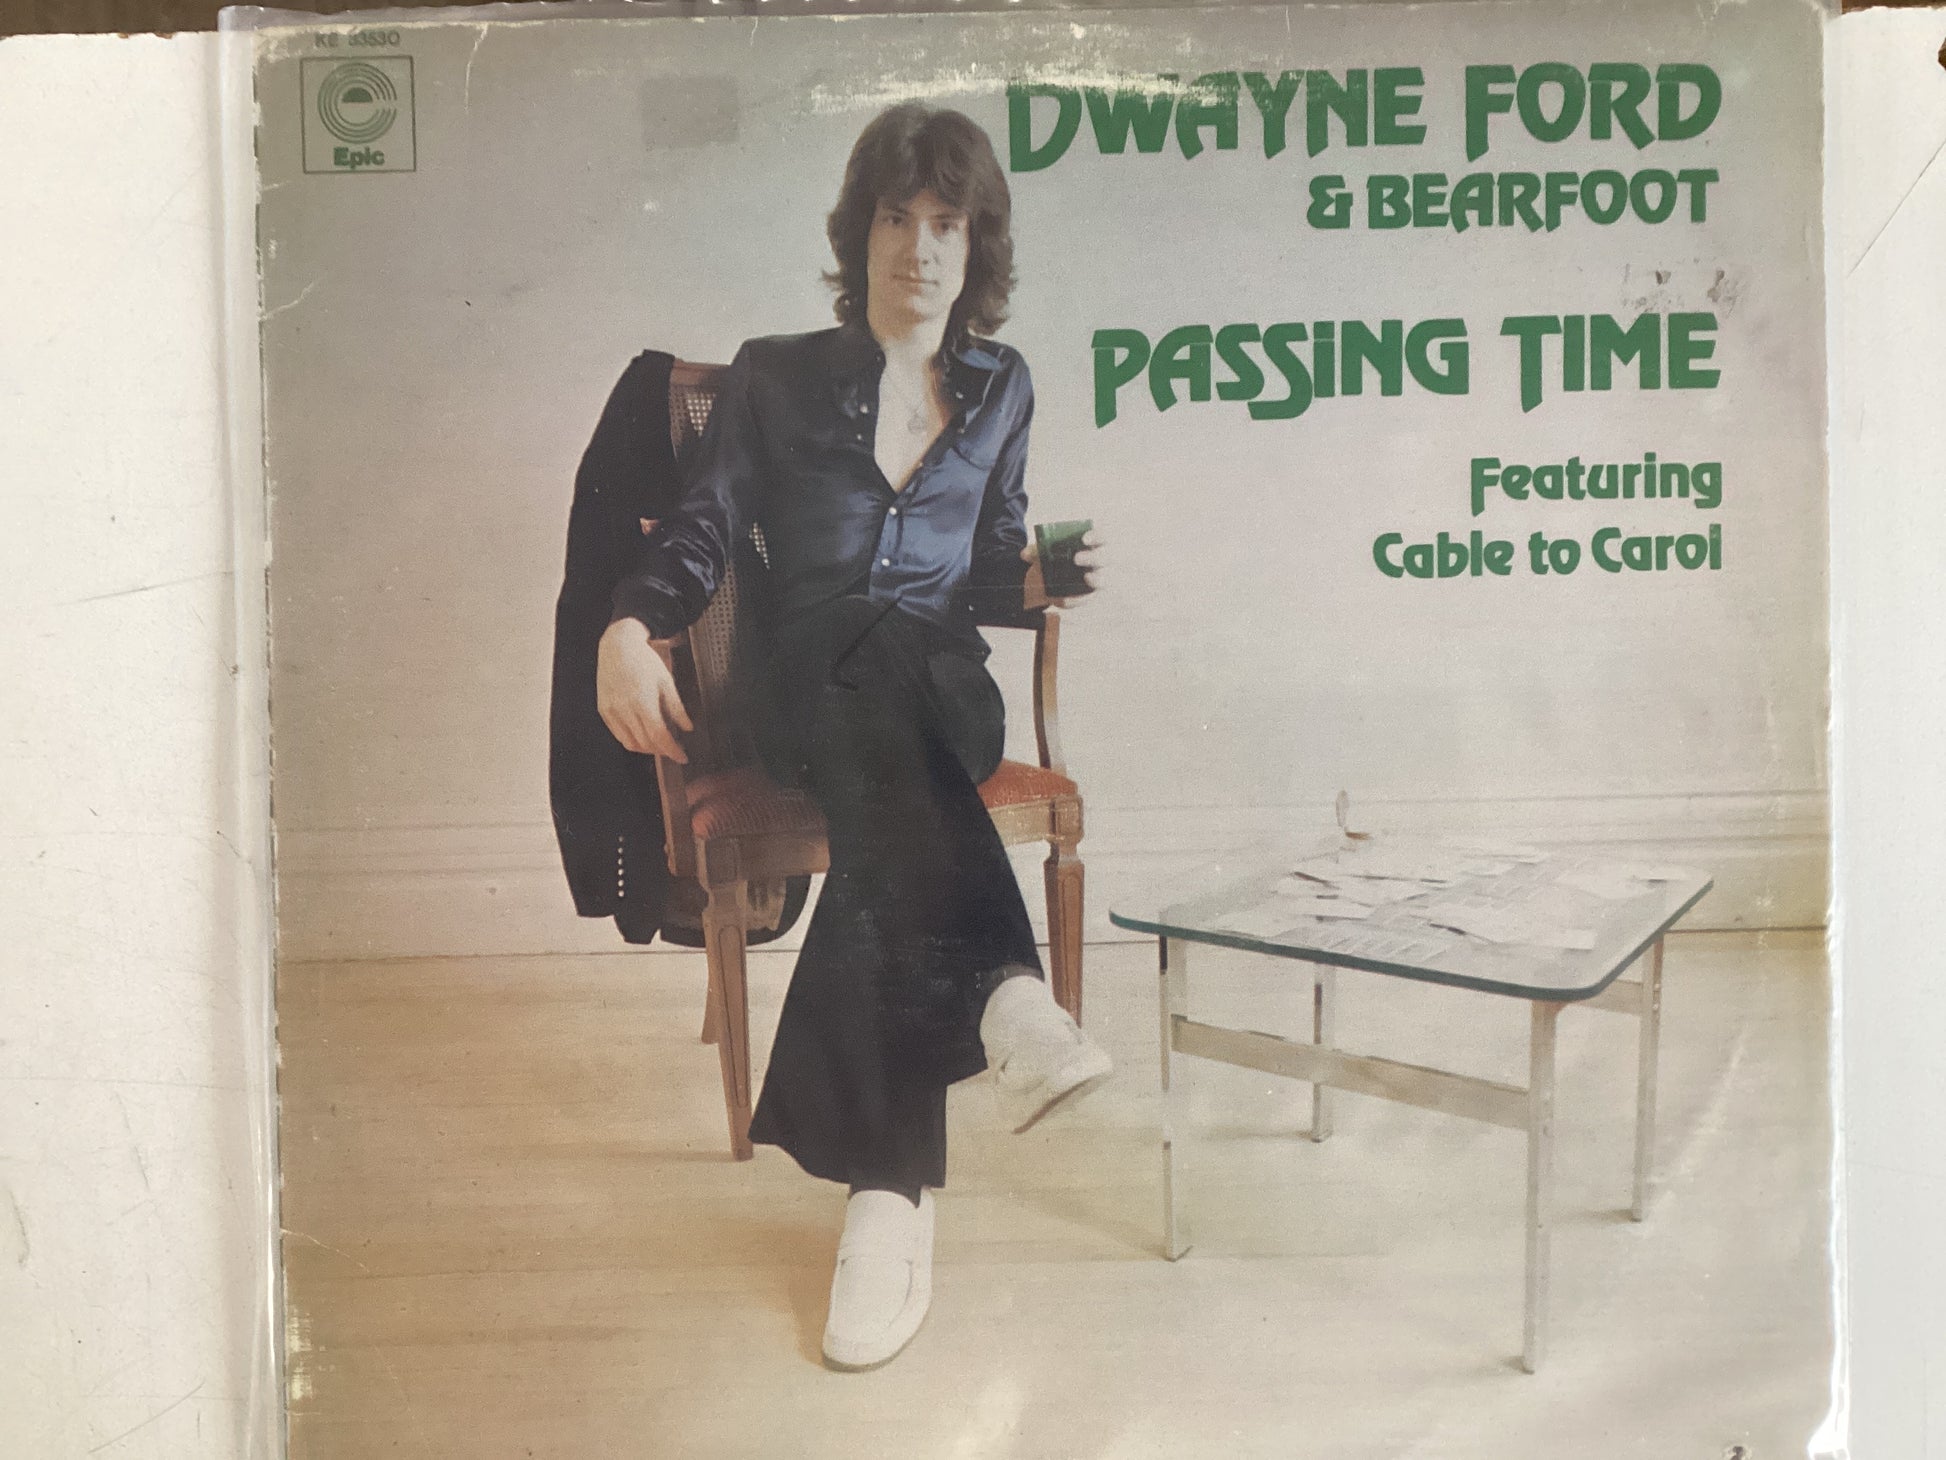 KE 33530
Epic
DWAYNE FORD
& BEARFOOT
PASSiNG TIME
Featuring
Cable to Carol